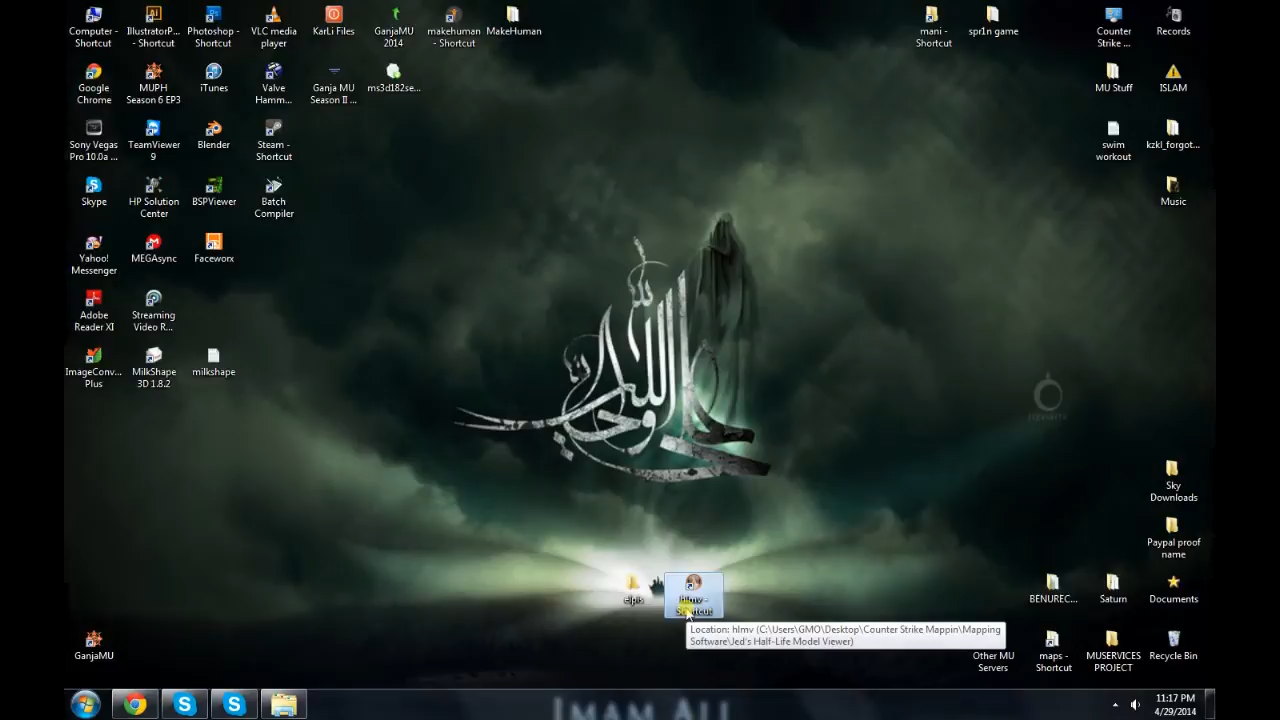 Computer - Shortcut
IllustratorP... - Shortcut
Photoshop - Shortcut
VLC media player
KarLi Files
GanjaMU 2014
makehuman - Shortcut
MakeHuman
mani - Shortcut
spr1n game
Counter Strike ...
Records
Google Chrome
MUPH Season 6 EP3
iTunes
Valve Hamm...
Ganja MU Season II ...
ms3d182se...
MU Stuff
ISLAM
Sony Vegas Pro 10.0a ...
TeamViewer 9
Blender
Steam - Shortcut
swim workout
kzkl_forgot...
Skype
HP Solution Center
BSPViewer
Batch Compiler
Music
Yahoo! Messenger
MEGAsync
Faceworx
Adobe Reader XI
Streaming Video R...
ImageConv... Plus
MilkShape 3D 1.8.2
milkshape
Sky Downloads
Paypal proof name
elpis
hlmv - Shortcut
BENUREC...
Saturn
Documents
Location: hlmv (C:\Users\GMO\Desktop\Counter Strike Mappin\Mapping
Software\Jed's Half-Life Model Viewer)
GanjaMU
Other MU Servers
maps - Shortcut
MUSERVICES PROJECT
Recycle Bin
IMAM ALI
11:17 PM
4/29/2014